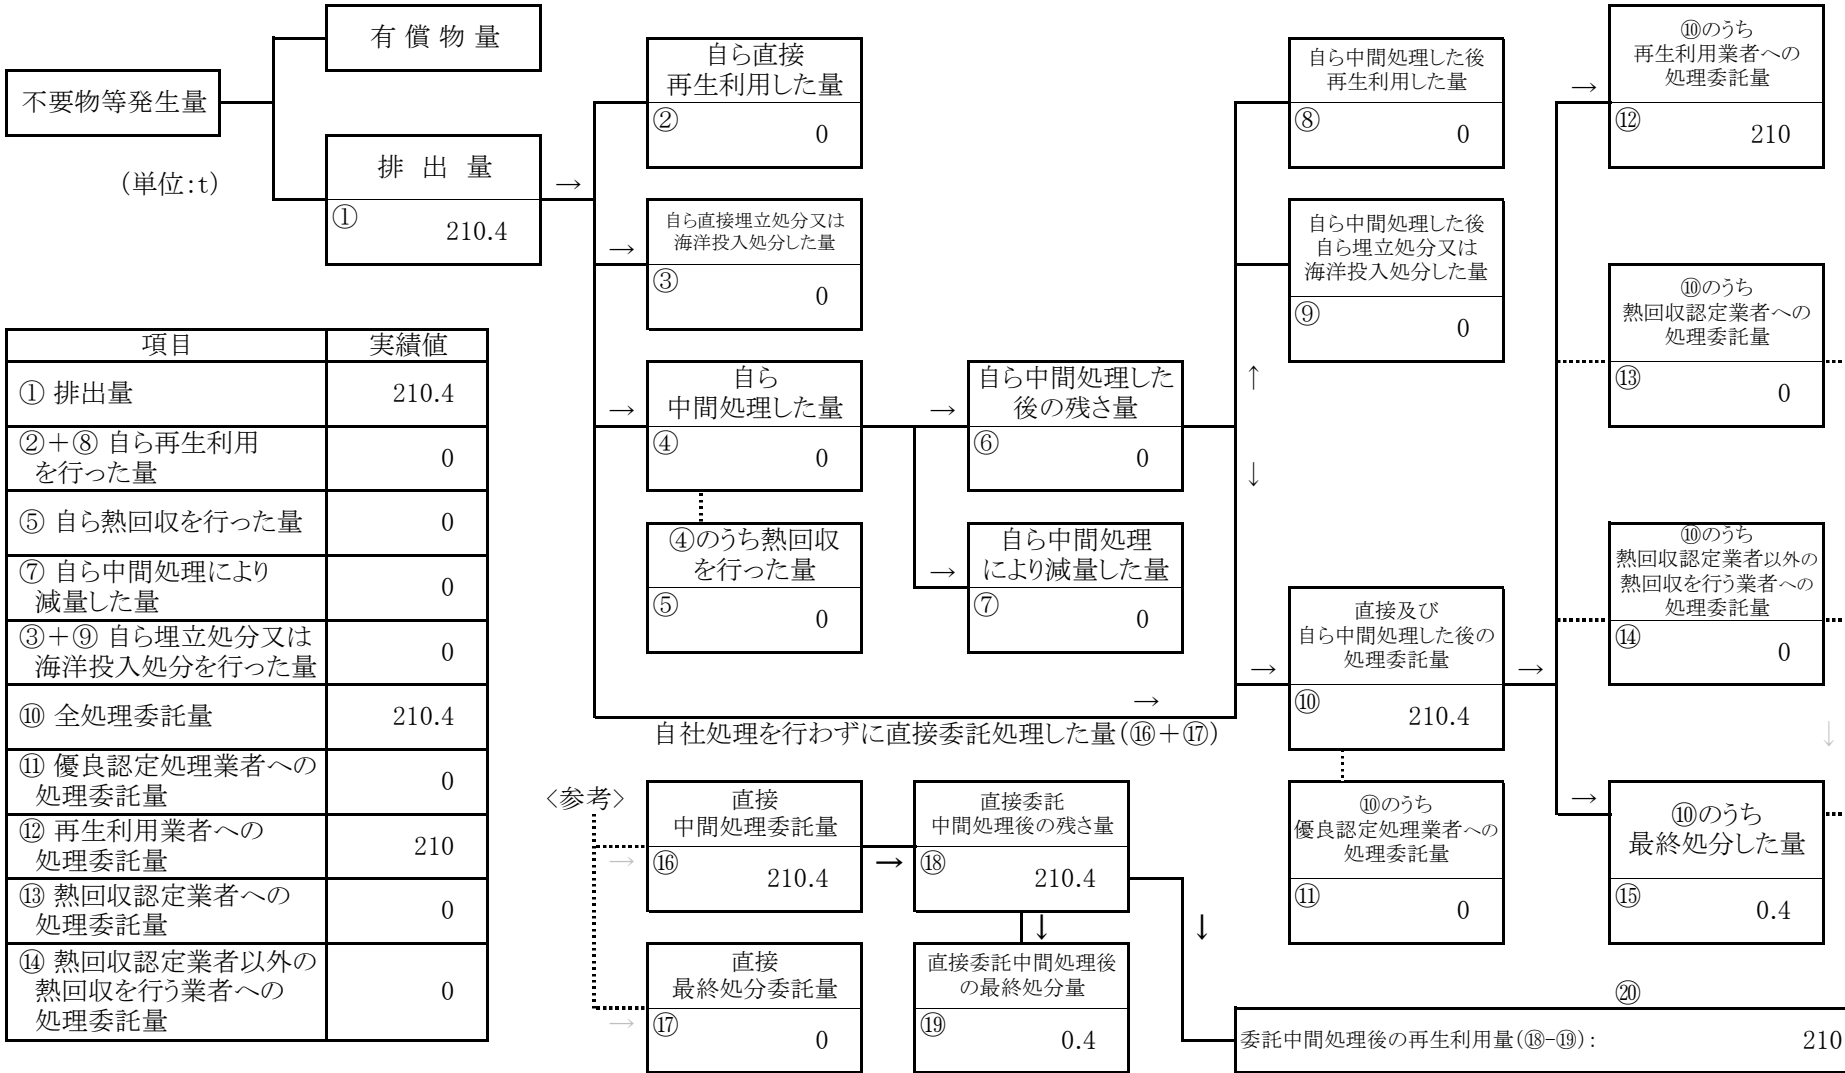 不要物等発生量
(単位:t)
有 償 物 量
排 出 量
→
①
210.4
自ら直接
再生利用した量
②
0
→
自ら直接埋立処分又は
海洋投入処分した量
③
0
→
自ら
中間処理した量
④
0
④のうち熱回収
を行った量
⑤
0
→
自ら中間処理した
後の残さ量
⑥
0
→
自ら中間処理
により減量した量
⑦
0
↑
↓
自ら中間処理した後
再生利用した量
⑧
0
自ら中間処理した後
自ら埋立処分又は
海洋投入処分した量
⑨
0
→
自社処理を行わずに直接委託処理した量(⑯+⑰)
→
直接及び
自ら中間処理した後の
処理委託量
⑩
210.4
→
⑩のうち
優良認定処理業者への
処理委託量
⑪
0
→
⑩のうち
再生利用業者への
処理委託量
⑫
210
⑩のうち
熱回収認定業者への
処理委託量
⑬
0
⑩のうち
熱回収認定業者以外の
熱回収を行う業者への
処理委託量
⑭
0
↓
→
⑩のうち
最終処分した量
⑮
0.4
項目 実績値
① 排出量 210.4
②+⑧ 自ら再生利用
を行った量 0
⑤ 自ら熱回収を行った量 0
⑦ 自ら中間処理により
減量した量 0
③+⑨ 自ら埋立処分又は
海洋投入処分を行った量 0
⑩ 全処理委託量 210.4
⑪ 優良認定処理業者への
処理委託量 0
⑫ 再生利用業者への
処理委託量 210
⑬ 熱回収認定業者への
処理委託量 0
⑭ 熱回収認定業者以外の
熱回収を行う業者への
処理委託量 0
〈参考〉
→
直接
中間処理委託量
⑯
210.4
→
直接
最終処分委託量
⑰
0
→
直接委託
中間処理後の残さ量
⑱
210.4
↓
直接委託中間処理後
の最終処分量
⑲
0.4
↓
⑳
委託中間処理後の再生利用量(⑱-⑲): 210